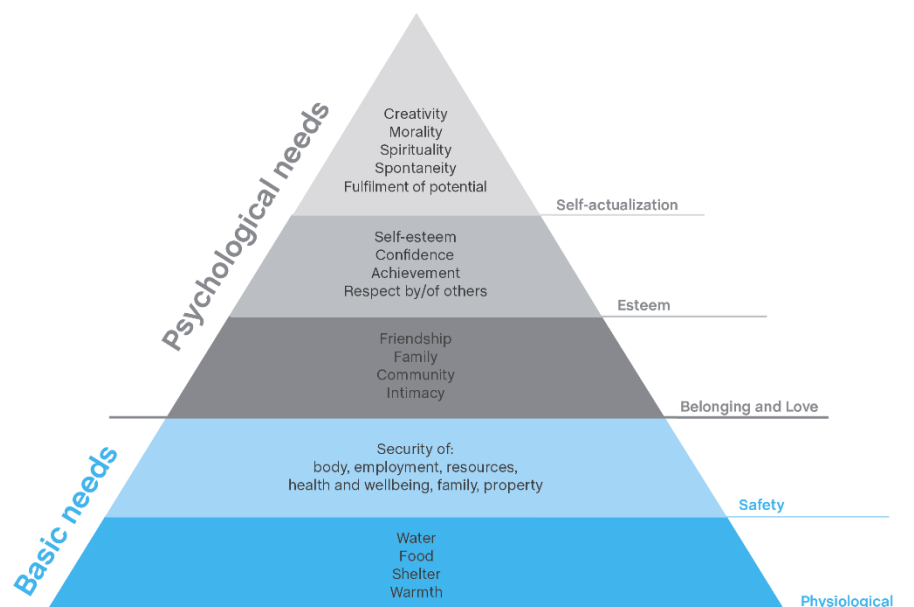 Psychological needs
Creativity
Morality
Spirituality
Spontaneity
Fulfilment of potential
Self-actualization
Self-esteem
Confidence
Achievement
Respect by/of others
Esteem
Friendship
Family
Community
Intimacy
Belonging and Love
Basic needs
Security of:
body, employment, resources,
health and wellbeing, family, property
Safety
Water
Food
Shelter
Warmth
Physiological